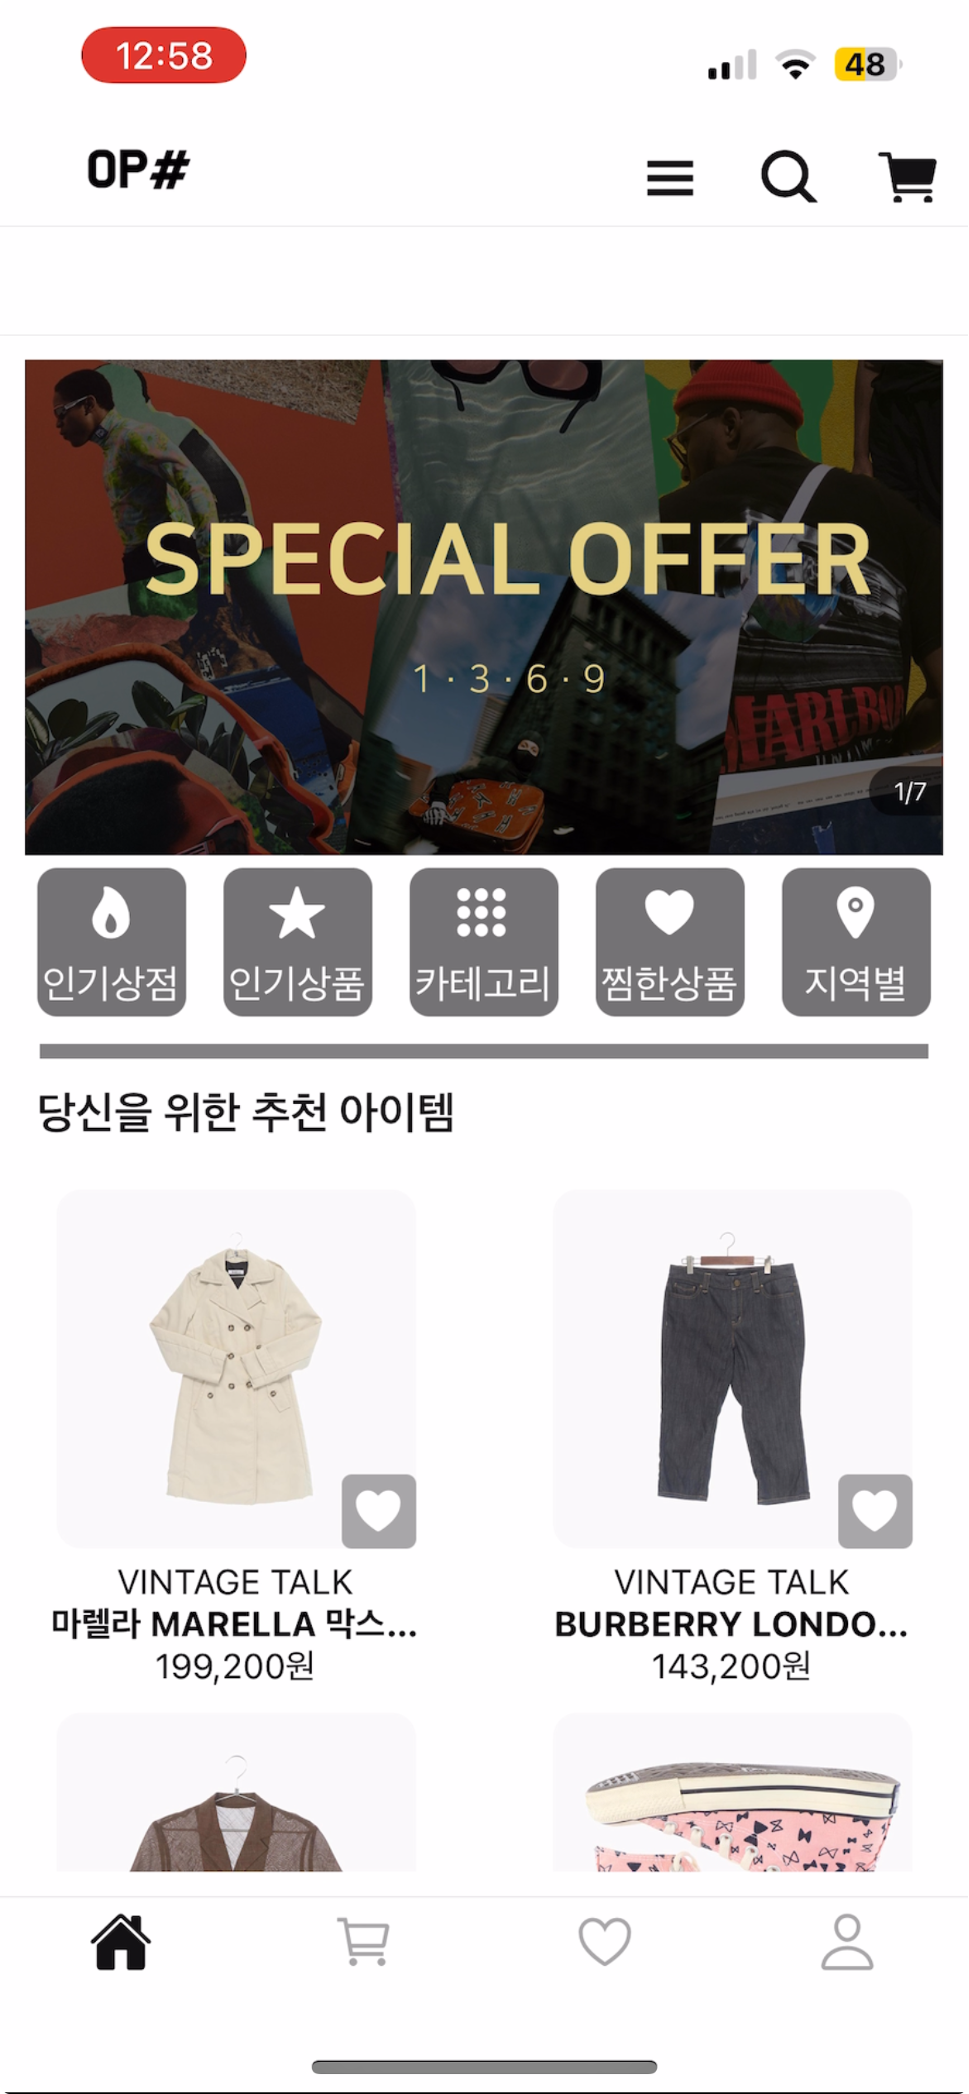 12:58
48
OP#
SPECIAL OFFER
1 · 3 · 6 · 9
1/7
인기상점
인기상품
카테고리
찜한상품
지역별
당신을 위한 추천 아이템
VINTAGE TALK
마렐라 MARELLA 막스...
199,200원
VINTAGE TALK
BURBERRY LONDO...
143,200원